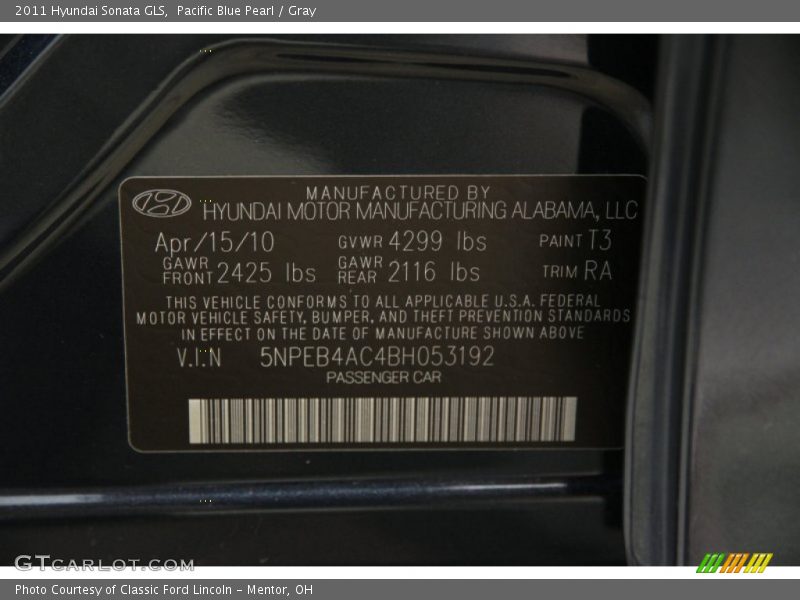 2011 Hyundai Sonata GLS, Pacific Blue Pearl / Gray
MANUFACTURED BY
HYUNDAI MOTOR MANUFACTURING ALABAMA, LLC
Apr/15/10 GVWR 4299 lbs PAINT T3
GAWR FRONT 2425 lbs GAWR REAR 2116 lbs TRIM RA
THIS VEHICLE CONFORMS TO ALL APPLICABLE U.S.A. FEDERAL
MOTOR VEHICLE SAFETY, BUMPER, AND THEFT PREVENTION STANDARDS
IN EFFECT ON THE DATE OF MANUFACTURE SHOWN ABOVE
V.I.N 5NPEB4AC4BH053192
PASSENGER CAR
GTCARLOT.COM
Photo Courtesy of Classic Ford Lincoln - Mentor, OH